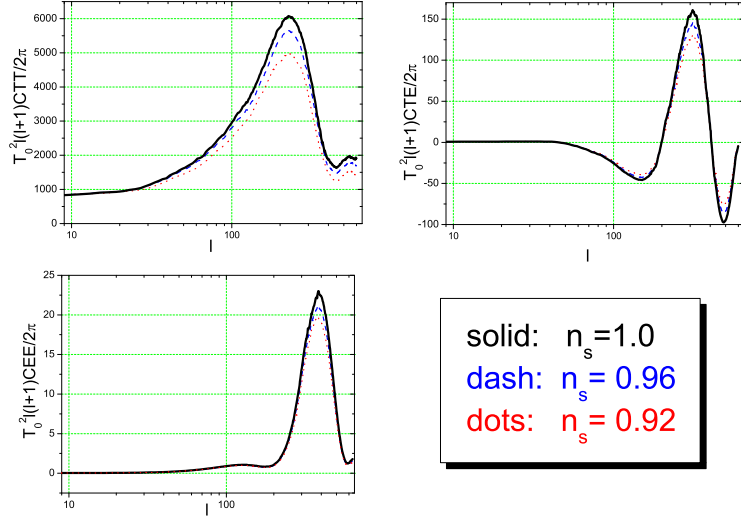 6000
5000
4000
3000
2000
1000
0
T₀²l(l+1)CTT/2π
10
100
l
150
100
50
0
-50
-100
T₀²l(l+1)CTE/2π
10
100
l
25
20
15
10
5
0
T₀²l(l+1)CEE/2π
10
100
l
solid: nₛ=1.0
dash: nₛ= 0.96
dots: nₛ= 0.92